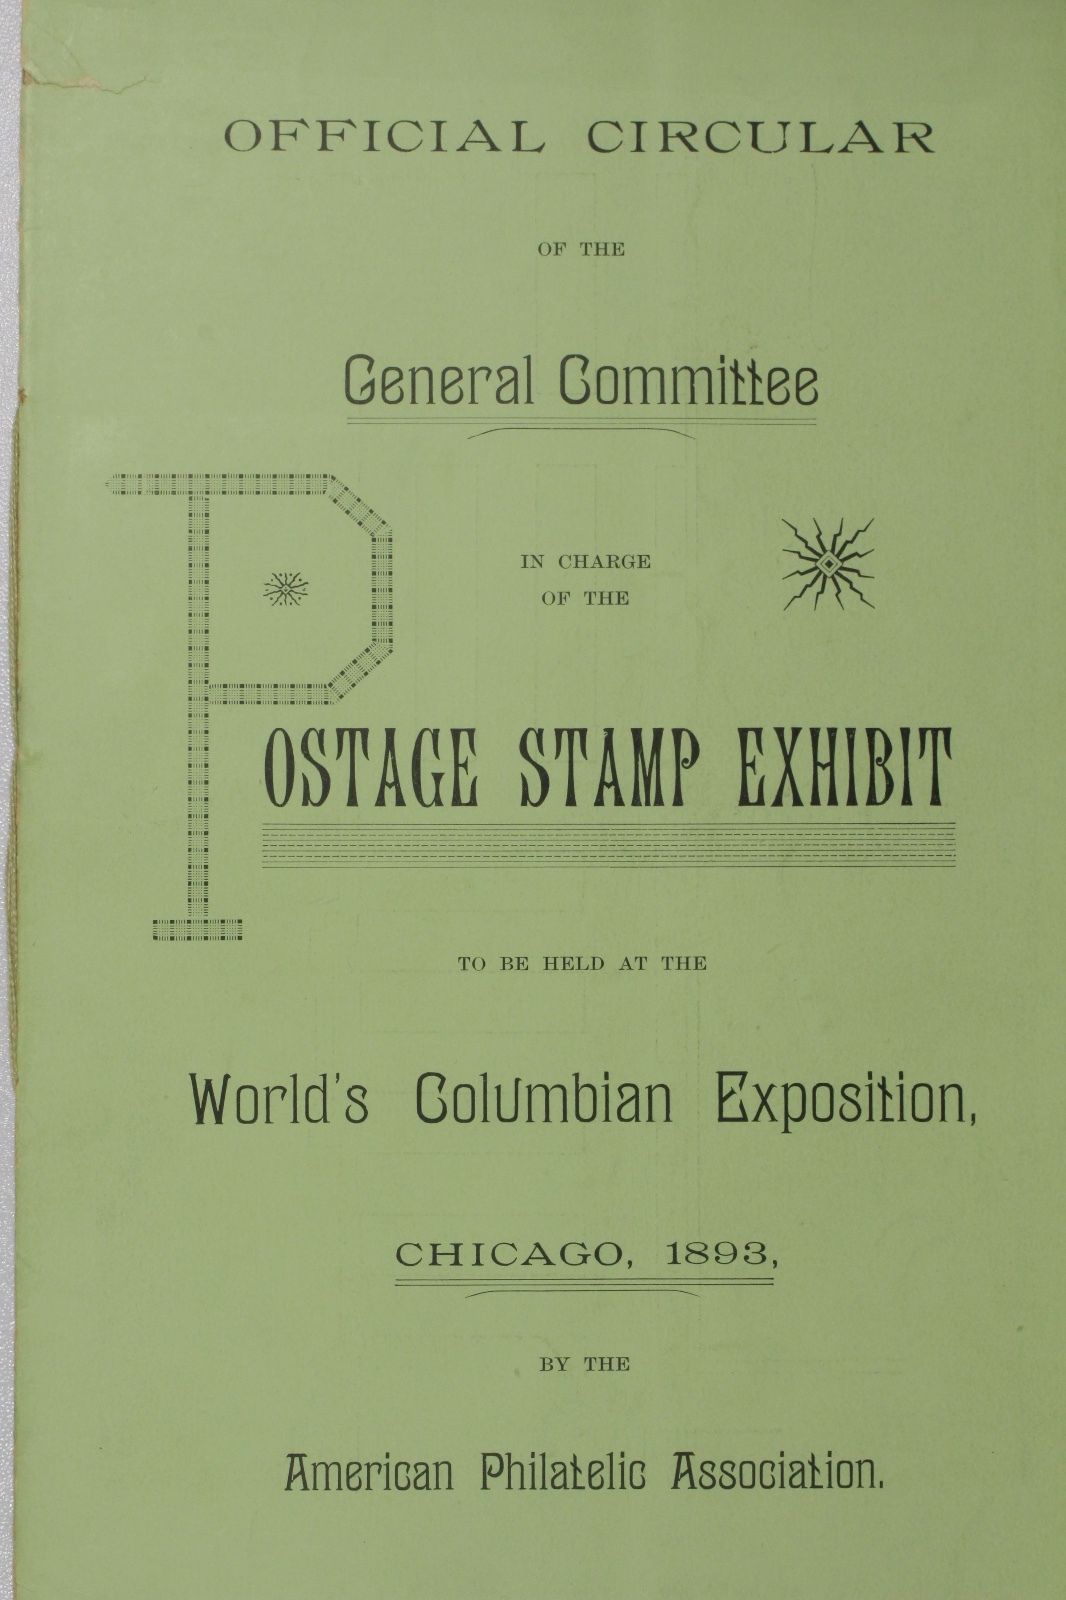 OFFICIAL CIRCULAR
OF THE
General Committee
IN CHARGE
OF THE
POSTAGE STAMP EXHIBIT
TO BE HELD AT THE
World's Columbian Exposition,
CHICAGO, 1893,
BY THE
American Philatelic Association.